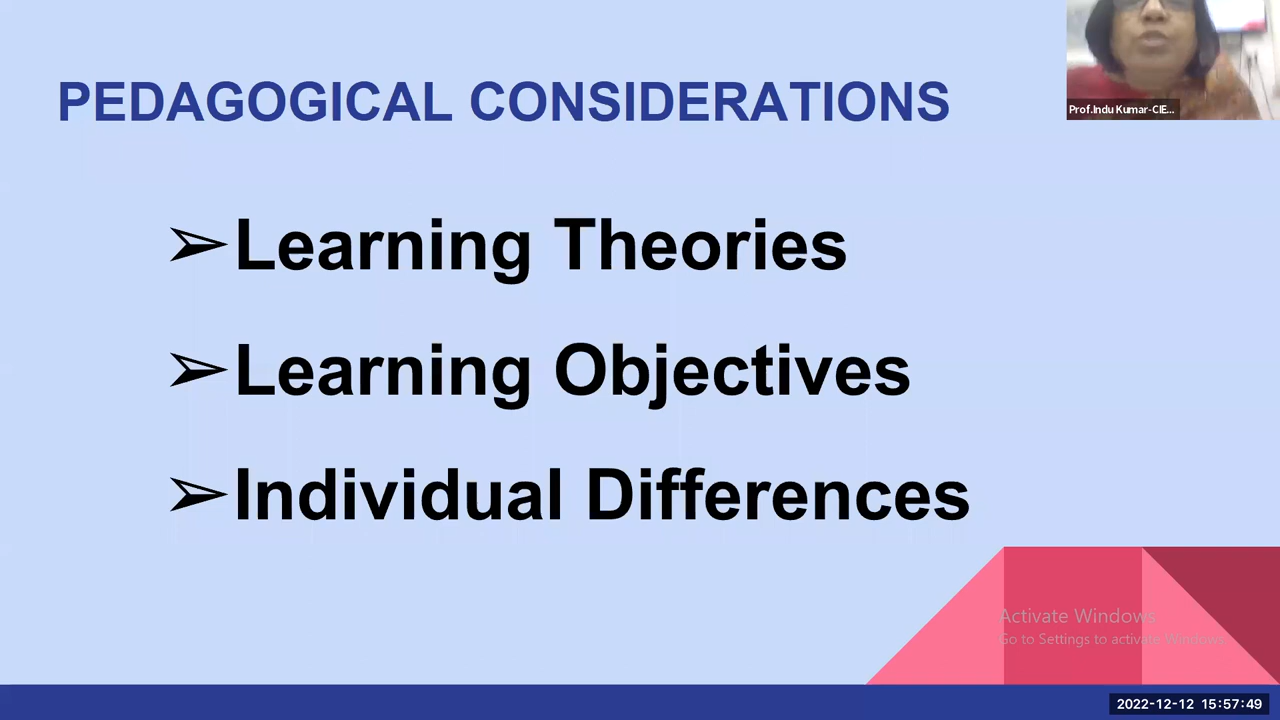 PEDAGOGICAL CONSIDERATIONS
Prof.Indu Kumar-CIE...
➢Learning Theories
➢Learning Objectives
➢Individual Differences
Activate Windows
Go to Settings to activate Windows.
2022-12-12 15:57:49